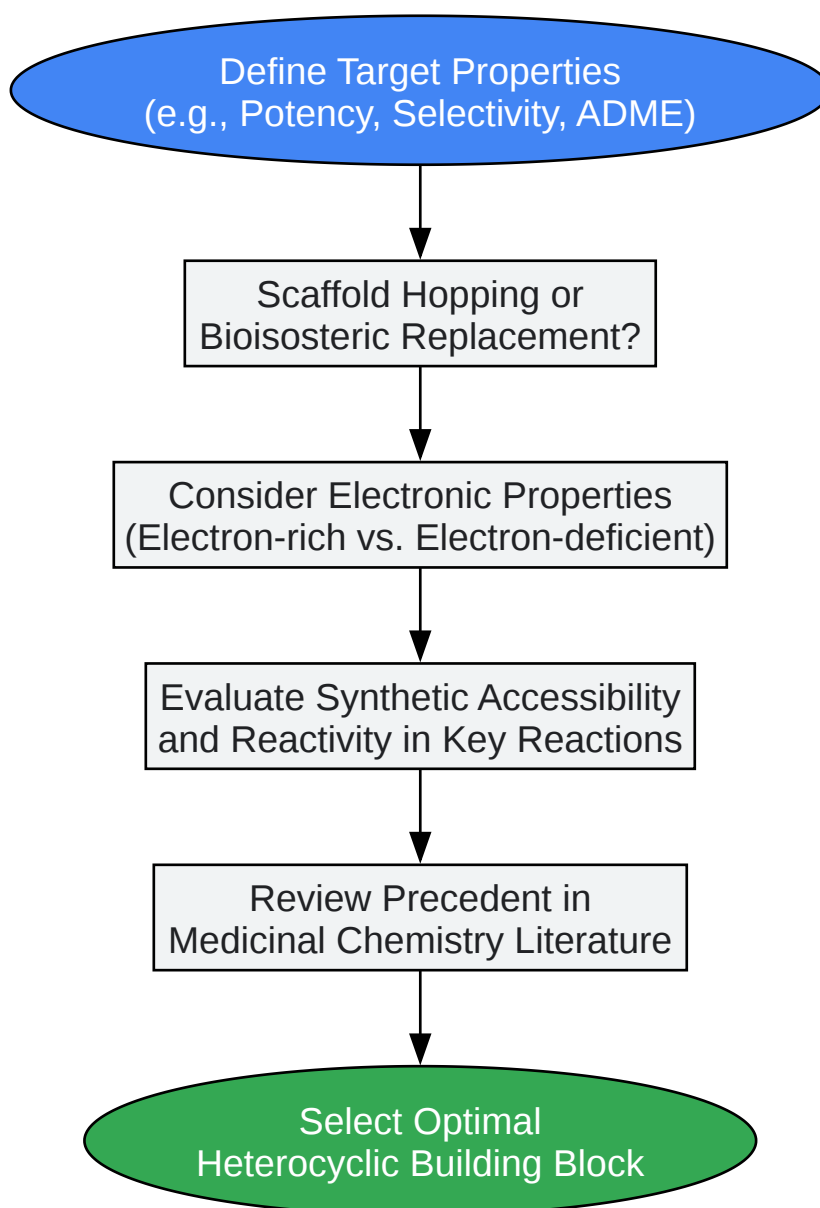 Define Target Properties
(e.g., Potency, Selectivity, ADME)
Scaffold Hopping or
Bioisosteric Replacement?
Consider Electronic Properties
(Electron-rich vs. Electron-deficient)
Evaluate Synthetic Accessibility
and Reactivity in Key Reactions
Review Precedent in
Medicinal Chemistry Literature
Select Optimal
Heterocyclic Building Block